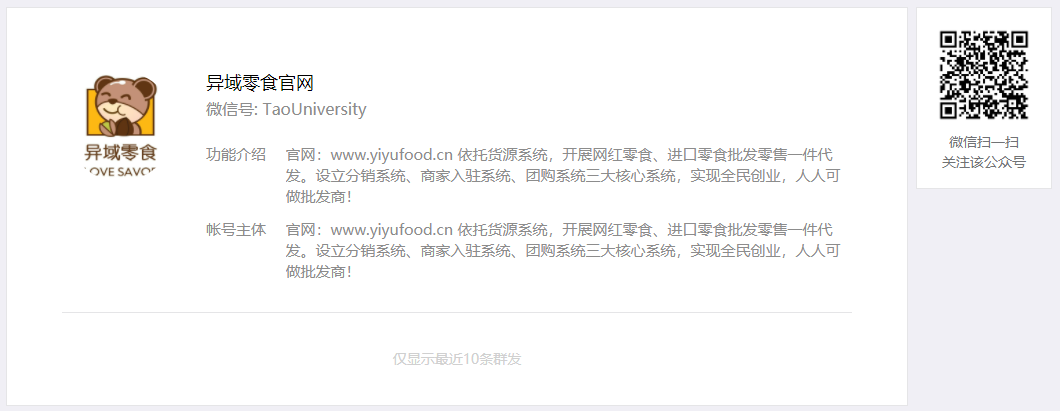 异域零食官网
微信号: TaoUniversity
异域零食
LOVE SAVOR
功能介绍 官网：www.yiyufood.cn 依托货源系统，开展网红零食、进口零食批发零售一件代
发。设立分销系统、商家入驻系统、团购系统三大核心系统，实现全民创业，人人可
做批发商！
帐号主体 官网：www.yiyufood.cn 依托货源系统，开展网红零食、进口零食批发零售一件代
发。设立分销系统、商家入驻系统、团购系统三大核心系统，实现全民创业，人人可
做批发商！
仅显示最近10条群发
微信扫一扫
关注该公众号